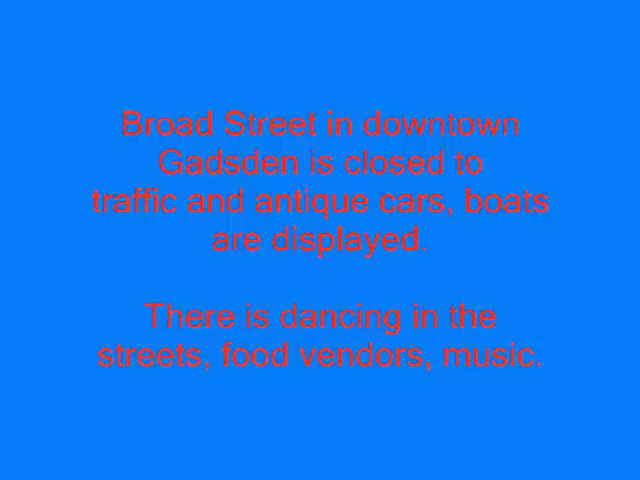 Broad Street in downtown
Gadsden is closed to
traffic and antique cars, boats
are displayed.
There is dancing in the
streets, food vendors, music.